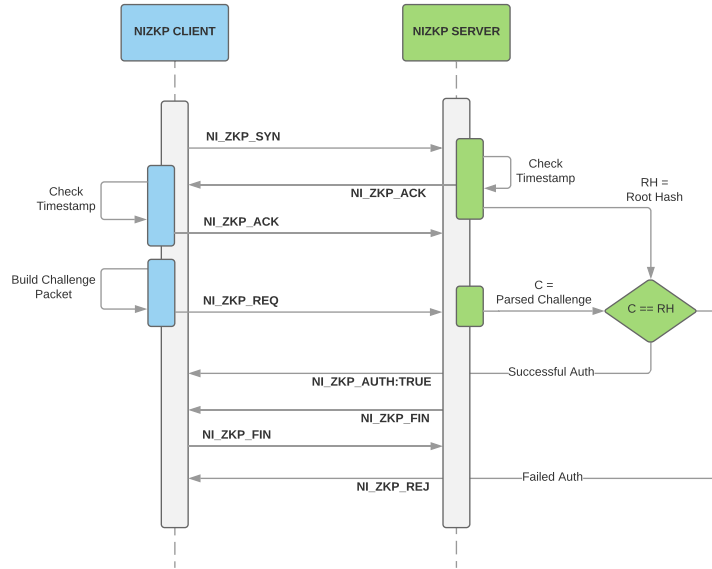 NIZKP CLIENT
NIZKP SERVER
NI_ZKP_SYN
Check
Timestamp
NI_ZKP_ACK
RH =
Root Hash
Check
Timestamp
NI_ZKP_ACK
Build Challenge
Packet
NI_ZKP_REQ
C =
Parsed Challenge
C == RH
Successful Auth
NI_ZKP_AUTH:TRUE
NI_ZKP_FIN
NI_ZKP_FIN
Failed Auth
NI_ZKP_REJ